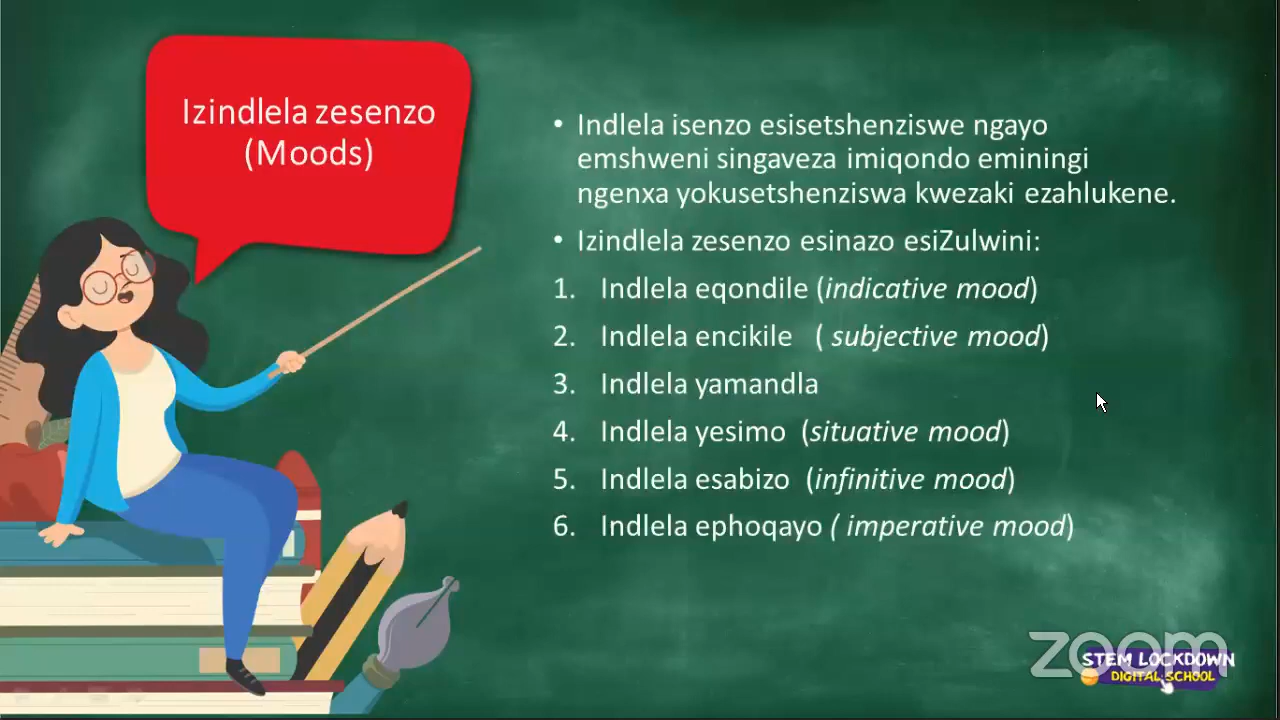 Izindlela zesenzo
(Moods)
• Indlela isenzo esisetshenziswe ngayo
emshweni singaveza imiqondo eminingi
ngenxa yokusetshenziswa kwezaki ezahlukene.
• Izindlela zesenzo esinazo esiZulwini:
1. Indlela eqondile (indicative mood)
2. Indlela encikile ( subjective mood)
3. Indlela yamandla
4. Indlela yesimo (situative mood)
5. Indlela esabizo (infinitive mood)
6. Indlela ephoqayo ( imperative mood)
zoom
STEM LOCKDOWN
DIGITAL SCHOOL